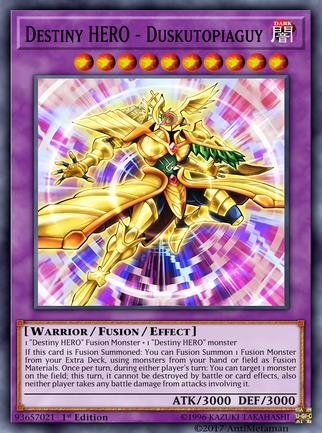 DESTINY HERO - DUSKUTOPIAGUY
DARK
闇
[ WARRIOR / FUSION / EFFECT ]
1 "Destiny HERO" Fusion Monster + 1 "Destiny HERO" monster
If this card is Fusion Summoned: You can Fusion Summon 1 Fusion Monster
from your Extra Deck, using monsters from your hand or field as Fusion
Materials. Once per turn, during either player's turn: You can target 1 monster
on the field; this turn, it cannot be destroyed by battle or card effects, also
neither player takes any battle damage from attacks involving it.
ATK/3000 DEF/3000
93657021 1st Edition ©1996 KAZUKI TAKAHASHI
©2017 AntiMetaman